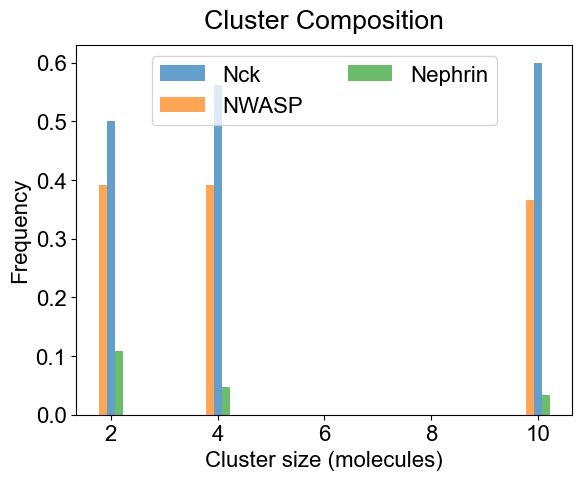 Cluster Composition
Nck
NWASP
Nephrin
0.6
0.5
0.4
0.3
0.2
0.1
0.0
Frequency
2 4 6 8 10
Cluster size (molecules)